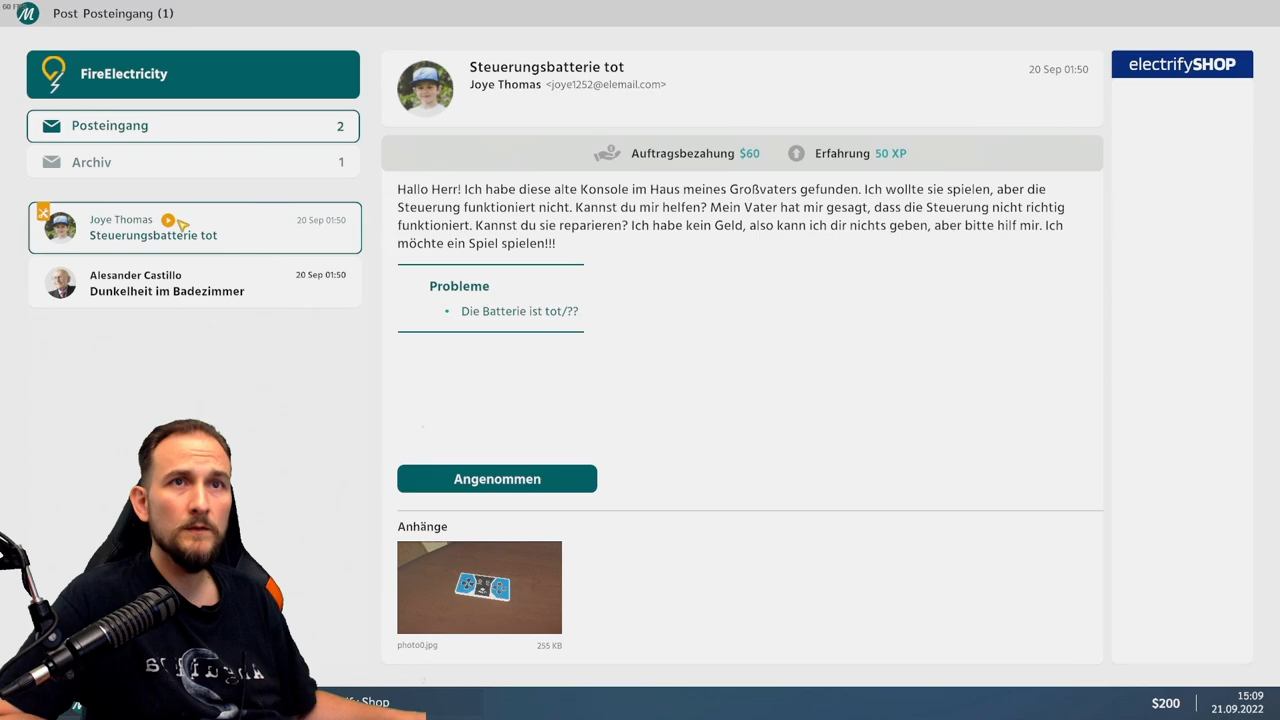 60 FPS
Post Posteingang (1)
FireElectricity
Posteingang 2
Archiv 1
Joye Thomas 20 Sep 01:50
Steuerungsbatterie tot
Alesander Castillo 20 Sep 01:50
Dunkelheit im Badezimmer
Steuerungsbatterie tot
Joye Thomas <joye1252@elemail.com>
20 Sep 01:50
Auftragsbezahung $60
Erfahrung 50 XP
Hallo Herr! Ich habe diese alte Konsole im Haus meines Großvaters gefunden. Ich wollte sie spielen, aber die
Steuerung funktioniert nicht. Kannst du mir helfen? Mein Vater hat mir gesagt, dass die Steuerung nicht richtig
funktioniert. Kannst du sie reparieren? Ich habe kein Geld, also kann ich dir nichts geben, aber bitte hilf mir. Ich
möchte ein Spiel spielen!!!
Probleme
• Die Batterie ist tot/??
Angenommen
Anhänge
photo0.jpg 255 KB
electrifySHOP
Shop
$200
15:09
21.09.2022